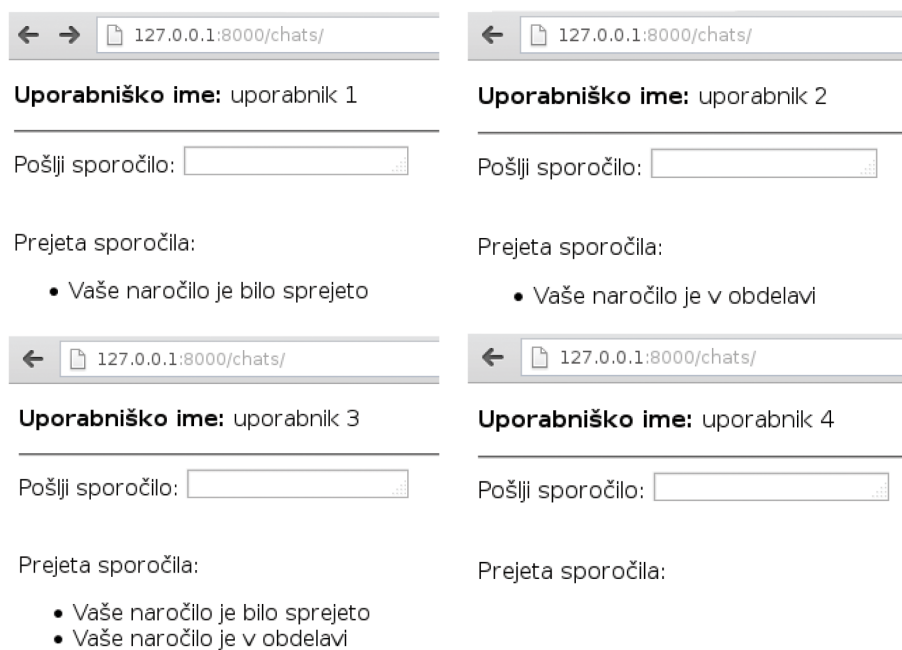 127.0.0.1:8000/chats/
Uporabniško ime: uporabnik 1
Pošlji sporočilo:
Prejeta sporočila:
• Vaše naročilo je bilo sprejeto
127.0.0.1:8000/chats/
Uporabniško ime: uporabnik 2
Pošlji sporočilo:
Prejeta sporočila:
• Vaše naročilo je v obdelavi
127.0.0.1:8000/chats/
Uporabniško ime: uporabnik 3
Pošlji sporočilo:
Prejeta sporočila:
• Vaše naročilo je bilo sprejeto
• Vaše naročilo je v obdelavi
127.0.0.1:8000/chats/
Uporabniško ime: uporabnik 4
Pošlji sporočilo:
Prejeta sporočila: